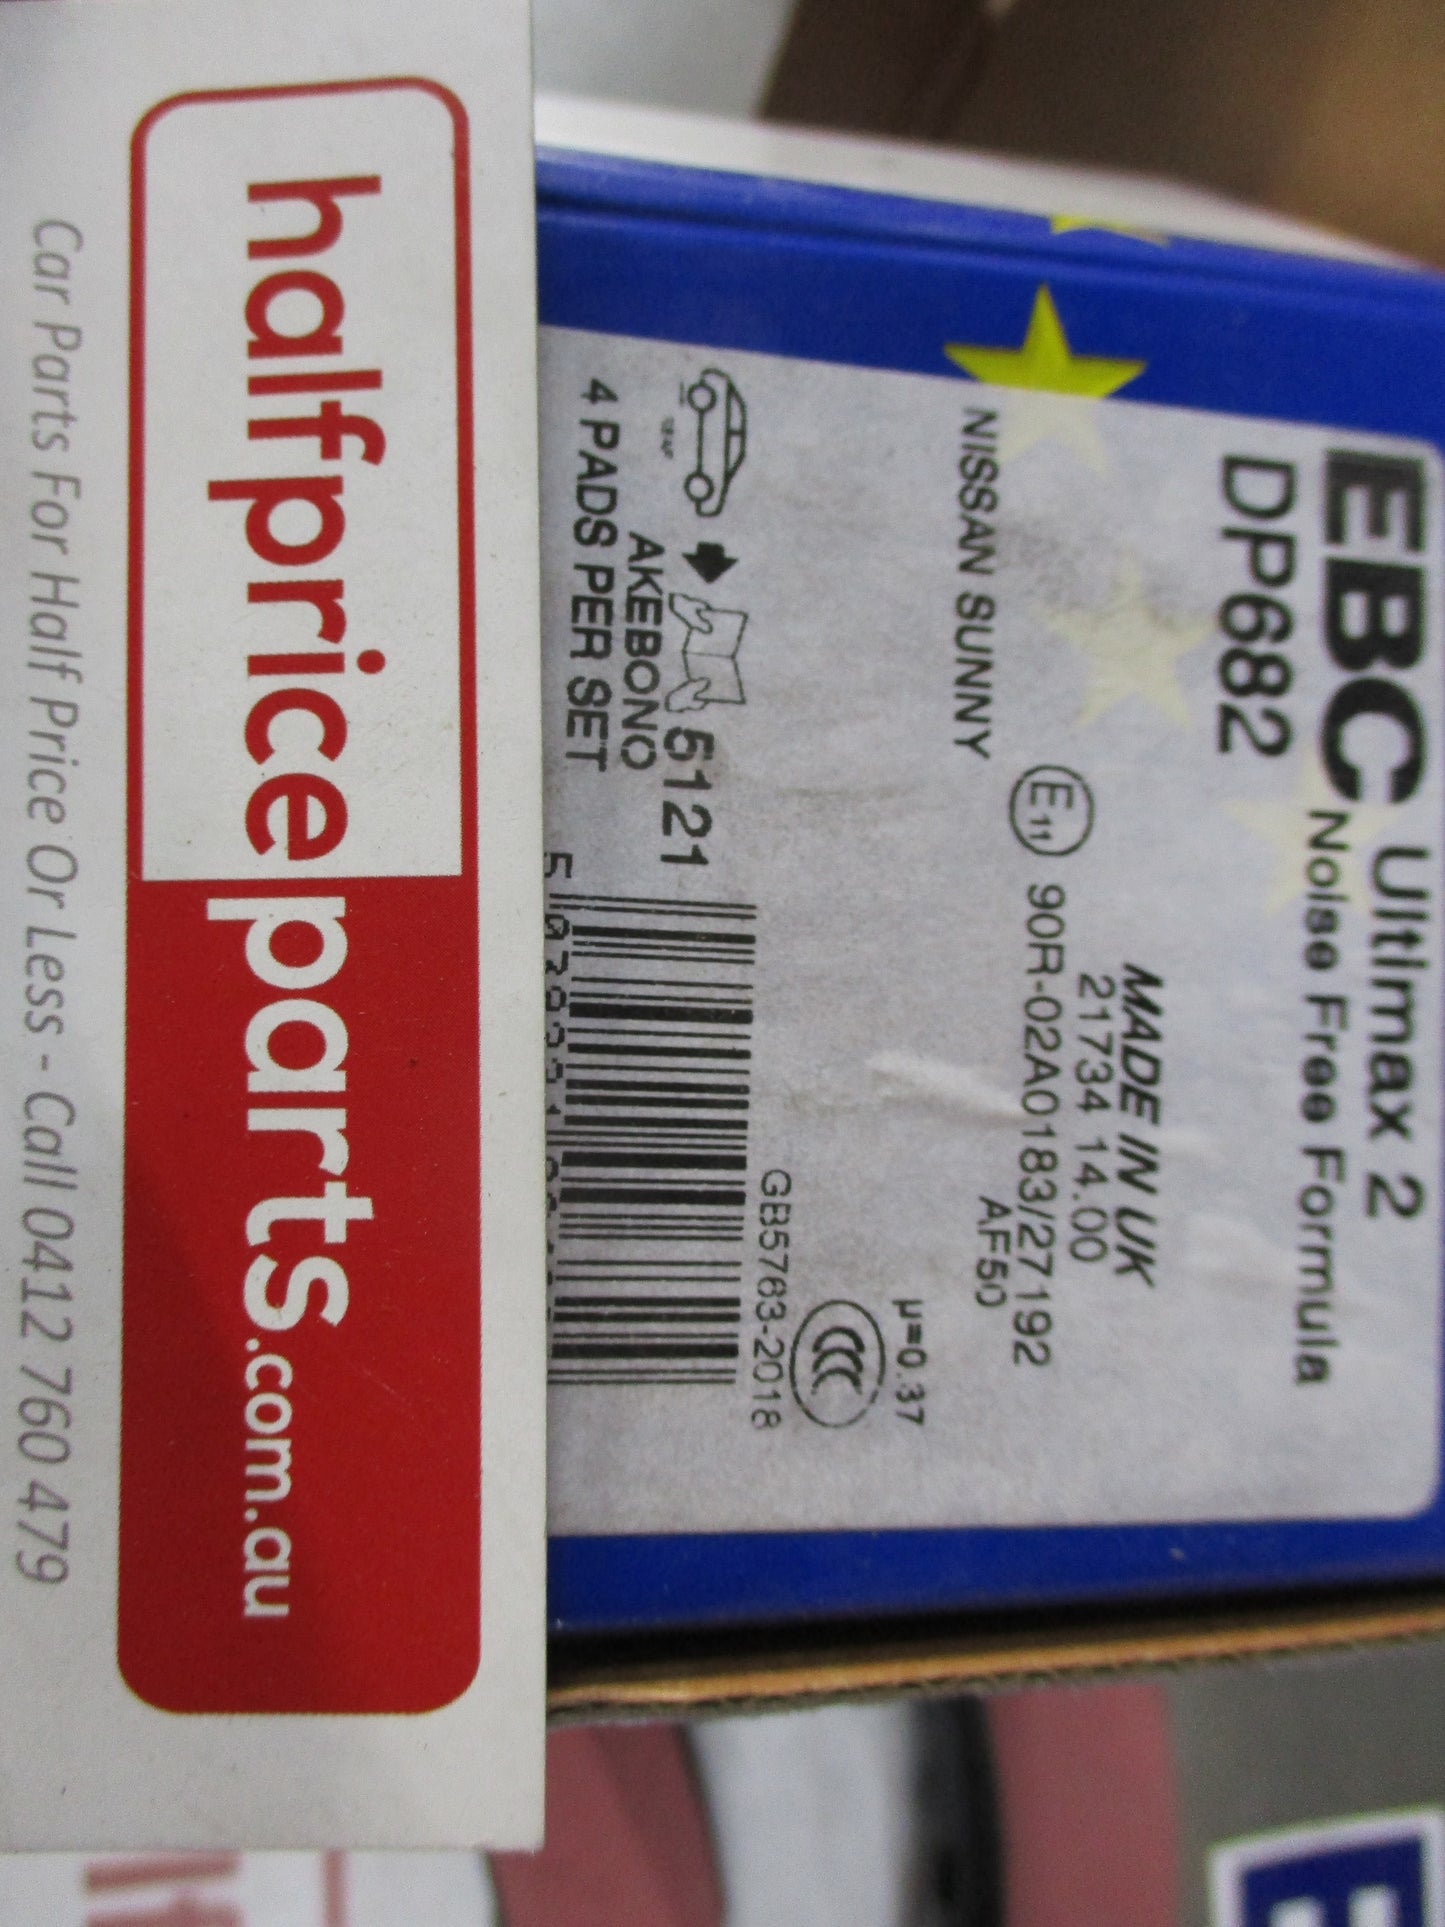 EBC Ultimax 2
Noise Free Formula
DP682
MADE IN UK
21734 14.00
E11 90R-02A0183/27192
AF50
NISSAN SUNNY
µ=0.37
GB5763-2018
5121
AKEBONO
4 PADS PER SET
halfpriceparts.com.au
Car Parts For Half Price Or Less - Call 0412 760 479